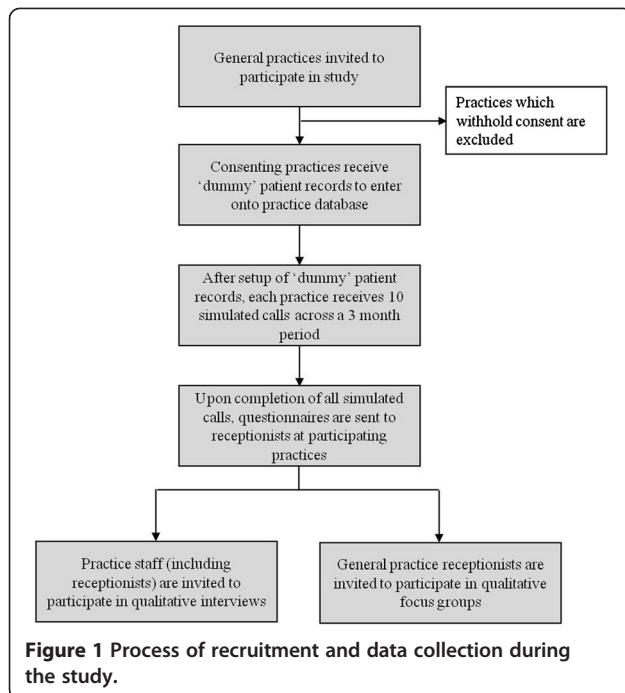 General practices invited to
participate in study
Practices which
withhold consent are
excluded
Consenting practices receive
‘dummy’ patient records to enter
onto practice database
After setup of ‘dummy’ patient
records, each practice receives 10
simulated calls across a 3 month
period
Upon completion of all simulated
calls, questionnaires are sent to
receptionists at participating
practices
Practice staff (including
receptionists) are invited to
participate in qualitative interviews
General practice receptionists are
invited to participate in qualitative
focus groups
Figure 1 Process of recruitment and data collection during
the study.